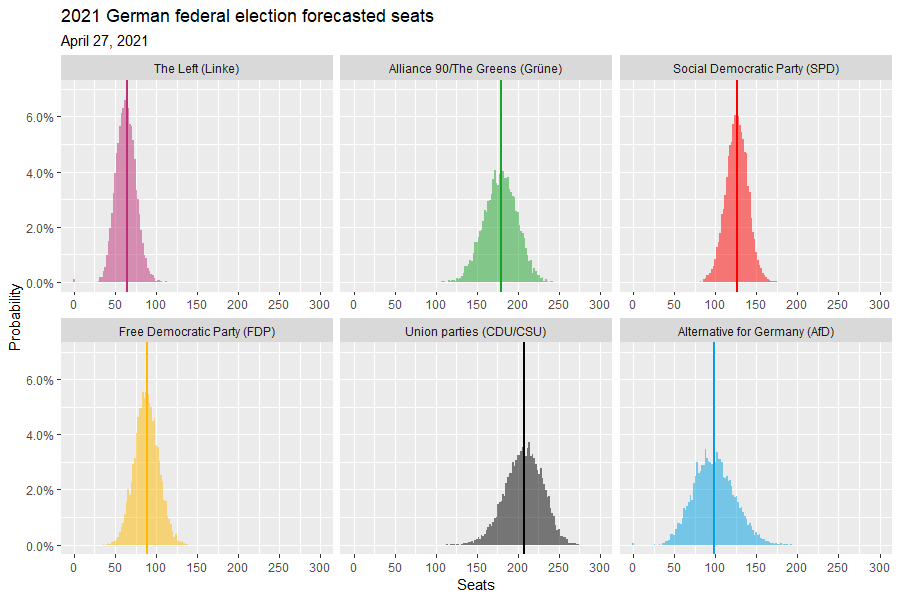 2021 German federal election forecasted seats
April 27, 2021
The Left (Linke) Alliance 90/The Greens (Grüne) Social Democratic Party (SPD)
6.0%
4.0%
2.0%
0.0%
0 50 100 150 200 250 300 0 50 100 150 200 250 300 0 50 100 150 200 250 300
Probability
Free Democratic Party (FDP) Union parties (CDU/CSU) Alternative for Germany (AfD)
6.0%
4.0%
2.0%
0.0%
0 50 100 150 200 250 300 0 50 100 150 200 250 300 0 50 100 150 200 250 300
Seats